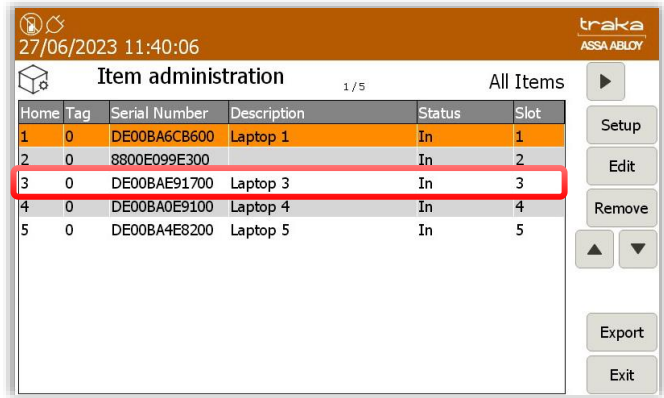 traka
27/06/2023 11:40:06
ASSA ABLOY
Item administration 1/5 All Items
Home Tag Serial Number Description Status Slot
1 0 DE00BA6CB600 Laptop 1 In 1
2 0 8800E099E300 In 2
3 0 DE00BAE91700 Laptop 3 In 3
4 0 DE00BA0E9100 Laptop 4 In 4
5 0 DE00BA4E8200 Laptop 5 In 5
Setup
Edit
Remove
Export
Exit